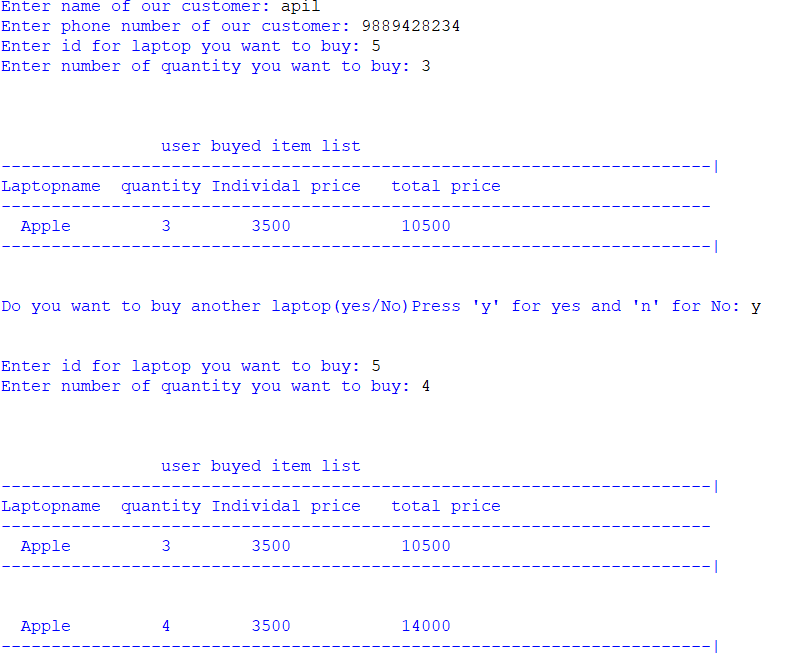 Enter name of our customer: apil
Enter phone number of our customer: 9889428234
Enter id for laptop you want to buy: 5
Enter number of quantity you want to buy: 3
user buyed item list
-----------------------------------------------------------------------|
Laptopname  quantity Individal price   total price
-----------------------------------------------------------------------
Apple         3        3500           10500
-----------------------------------------------------------------------|
Do you want to buy another laptop(yes/No)Press 'y' for yes and 'n' for No: y
Enter id for laptop you want to buy: 5
Enter number of quantity you want to buy: 4
user buyed item list
-----------------------------------------------------------------------|
Laptopname  quantity Individal price   total price
-----------------------------------------------------------------------
Apple         3        3500           10500
-----------------------------------------------------------------------|
Apple         4        3500           14000
-----------------------------------------------------------------------|